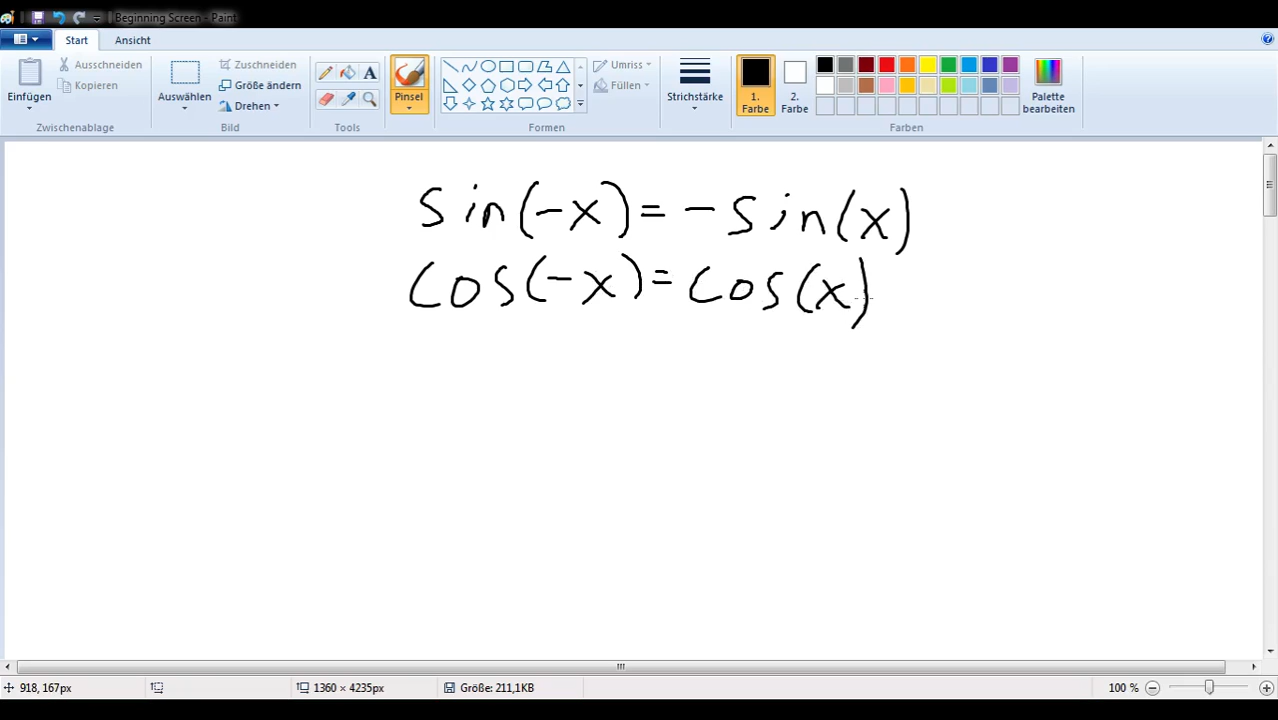 Beginning Screen - Paint
Start Ansicht
Einfügen
Ausschneiden
Kopieren
Zwischenablage
Auswählen
Zuschneiden
Größe ändern
Drehen
Bild
Tools
Pinsel
Umriss
Füllen
Formen
Strichstärke
1. Farbe
2. Farbe
Palette bearbeiten
Farben
sin(-x) = -sin(x)
cos(-x) = cos(x)
918, 167px
1360 × 4235px
Größe: 211,1KB
100 %